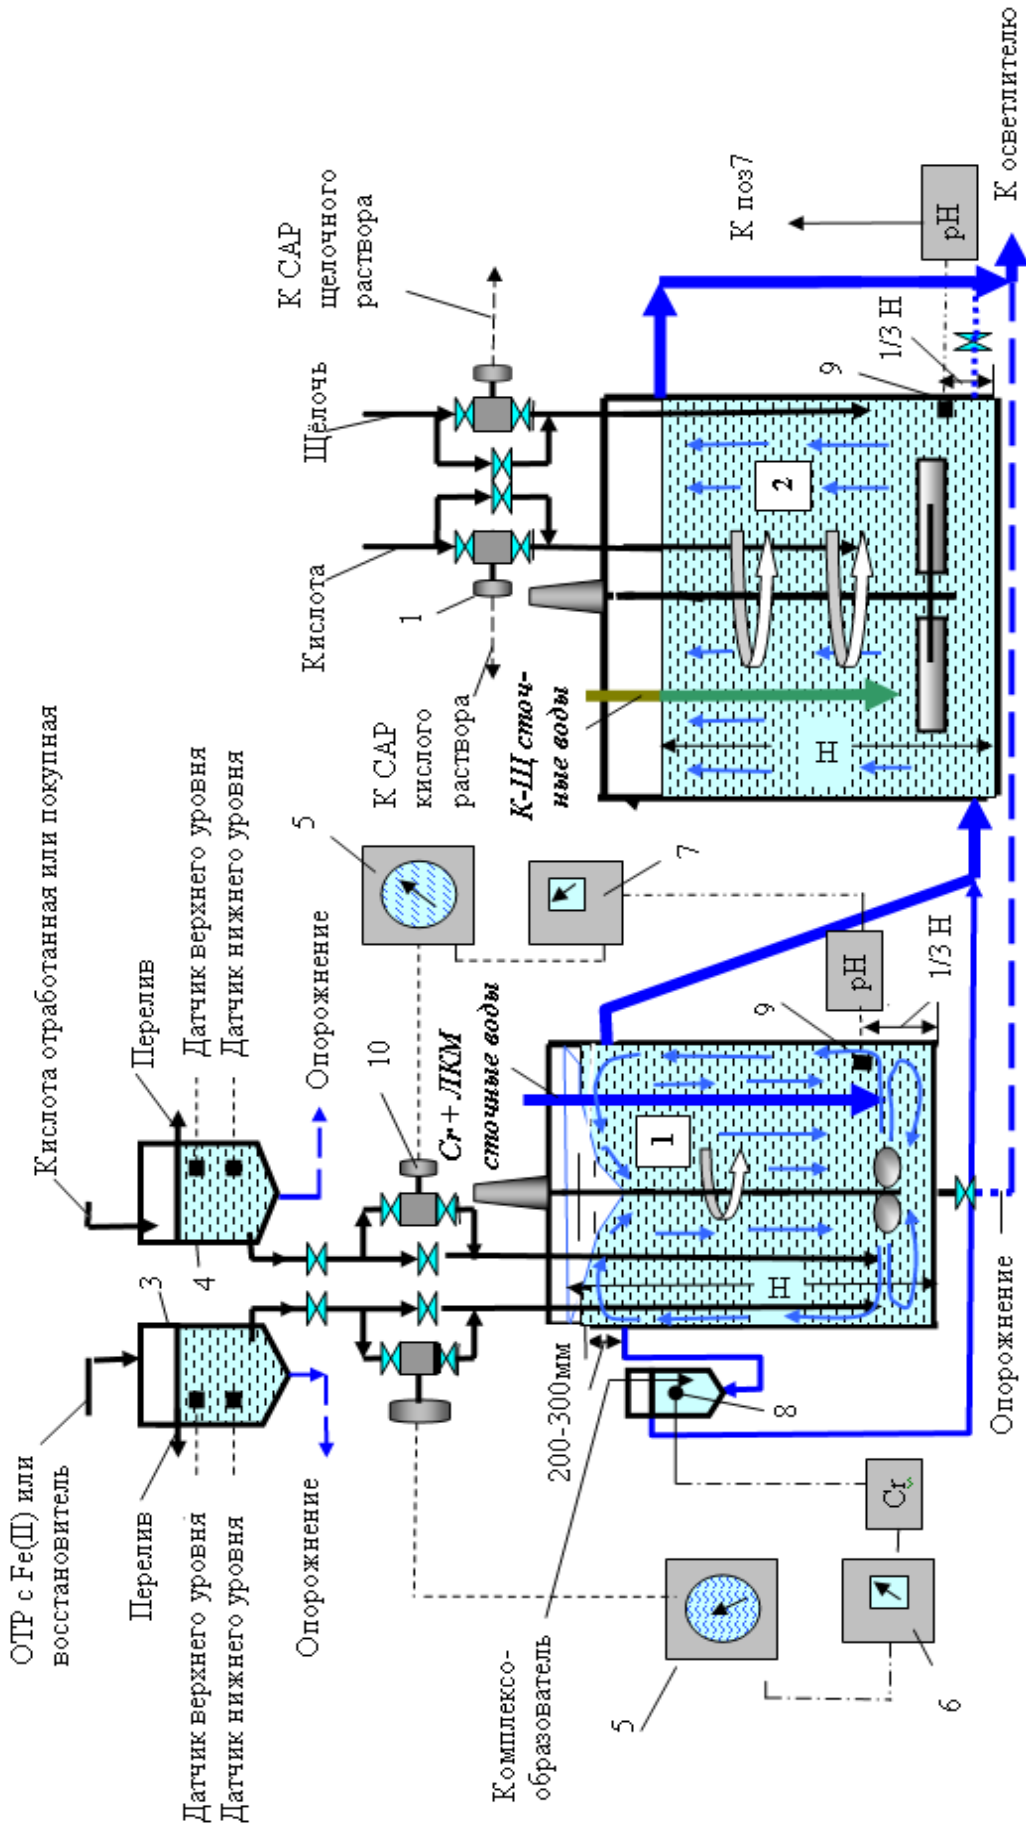 ОТР с Fe(II) или
восстановитель
Перелив
Датчик верхнего уровня
Датчик нижнего уровня
Опорожнение
3
4
Кислота отработанная или покупная
Перелив
Датчик верхнего уровня
Датчик нижнего уровня
Опорожнение
10
5
7
Cr + ЛКМ
сточные воды
К САР
кислого
раствора
К-Щ сточ-
ные воды
Кислота
1
Щёлочь
К САР
щелочного
раствора
К поз7
pH
9
1/3 H
2
H
К осветлителю
pH
9
1/3 H
1
H
200-300мм
8
Комплексо-
образователь
5
6
Cr
Опорожнение